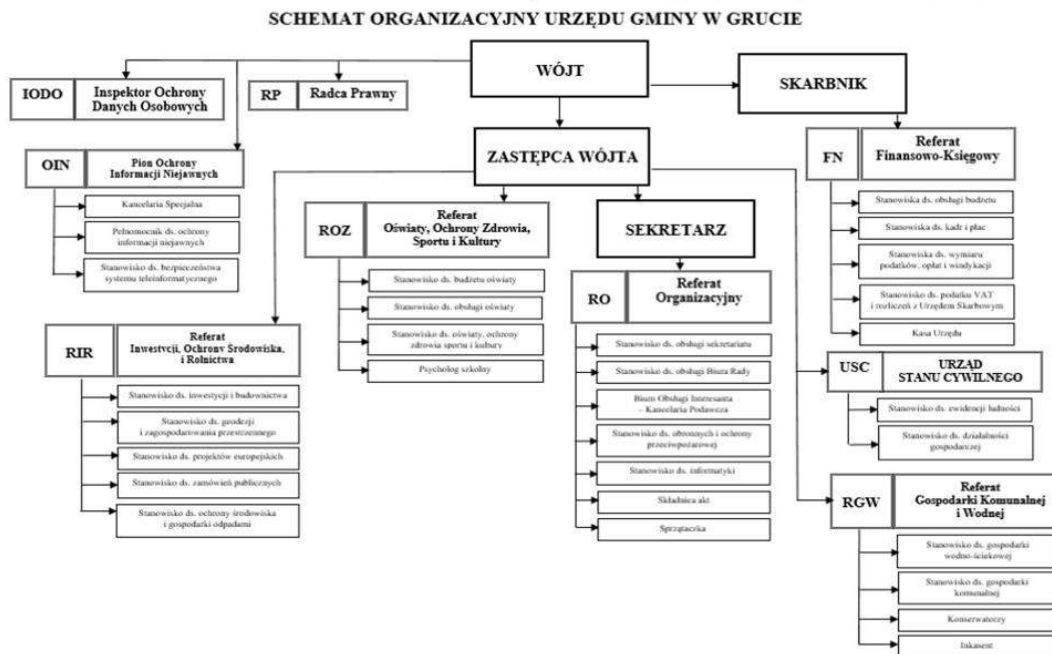 SCHEMAT ORGANIZACYJNY URZĘDU GMINY W GRUCIE
WÓJT
SKARBNIK
IODO
Inspektor Ochrony
Danych Osobowych
RP
Radca Prawny
ZASTĘPCA WÓJTA
FN
Referat
Finansowo-Księgowy
Stanowiska ds. obsługi budżetu
Stanowiska ds. kadr i płac
Stanowiska ds. wymiaru
podatków, opłat i windykacji
Stanowisko ds. podatku VAT
i rozliczeń z Urzędem Skarbowym
Kasa Urzędu
OIN
Pion Ochrony
Informacji Niejawnych
Kancelaria Specjalna
Pełnomocnik ds. ochrony
informacji niejawnych
Stanowisko ds. bezpieczeństwa
systemu teleinformatycznego
ROZ
Referat
Oświaty, Ochrony Zdrowia,
Sportu i Kultury
Stanowisko ds. budżetu oświaty
Stanowisko ds. obsługi oświaty
Stanowisko ds. oświaty, ochrony
zdrowia sportu i kultury
Psycholog szkolny
SEKRETARZ
RO
Referat
Organizacyjny
Stanowisko ds. obsługi sekretariatu
Stanowisko ds. obsługi Biura Rady
Biuro Obsługi Interesanta
– Kancelaria Podawcza
Stanowisko ds. obronnych i ochrony
przeciwpożarowej
Stanowisko ds. informatyki
Składnica akt
Sprzątaczka
RIR
Referat
Inwestycji, Ochrony Środowiska,
i Rolnictwa
Stanowisko ds. inwestycji i budownictwa
Stanowisko ds. geodezji
i zagospodarowania przestrzennego
Stanowisko ds. projektów europejskich
Stanowisko ds. zamówień publicznych
Stanowisko ds. ochrony środowiska
i gospodarki odpadami
USC
URZĄD
STANU CYWILNEGO
Stanowisko ds. ewidencji ludności
Stanowisko ds. działalności
gospodarczej
RGW
Referat
Gospodarki Komunalnej
i Wodnej
Stanowisko ds. gospodarki
wodno-ściekowej
Stanowisko ds. gospodarki
komunalnej
Konserwatorzy
Inkasent